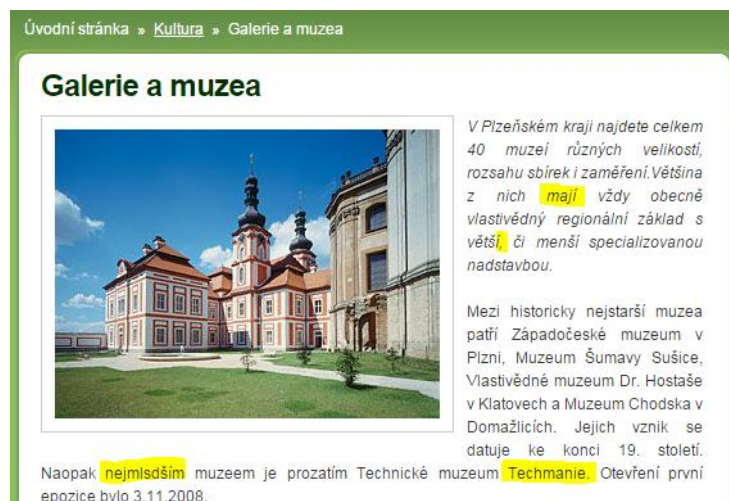 Úvodní stránka » Kultura » Galerie a muzea
Galerie a muzea
V Plzeňském kraji najdete celkem
40 muzeí různých velikostí,
rozsahu sbírek i zaměření.Většina
z nich mají vždy obecně
vlastivědný regionální základ s
větší, či menší specializovanou
nadstavbou.
Mezi historicky nejstarší muzea
patří Západočeské muzeum v
Plzni, Muzeum Šumavy Sušice,
Vlastivědné muzeum Dr. Hostaše
v Klatovech a Muzeum Chodska v
Domažlicích. Jejich vznik se
datuje ke konci 19. století.
Naopak nejmlsdším muzeem je prozatím Technické muzeum Techmanie. Otevření první
epozice bylo 3.11.2008.